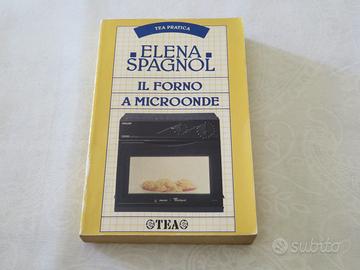 TEA PRATICA
ELENA
SPAGNOL
IL FORNO
A MICROONDE
TEA
subito